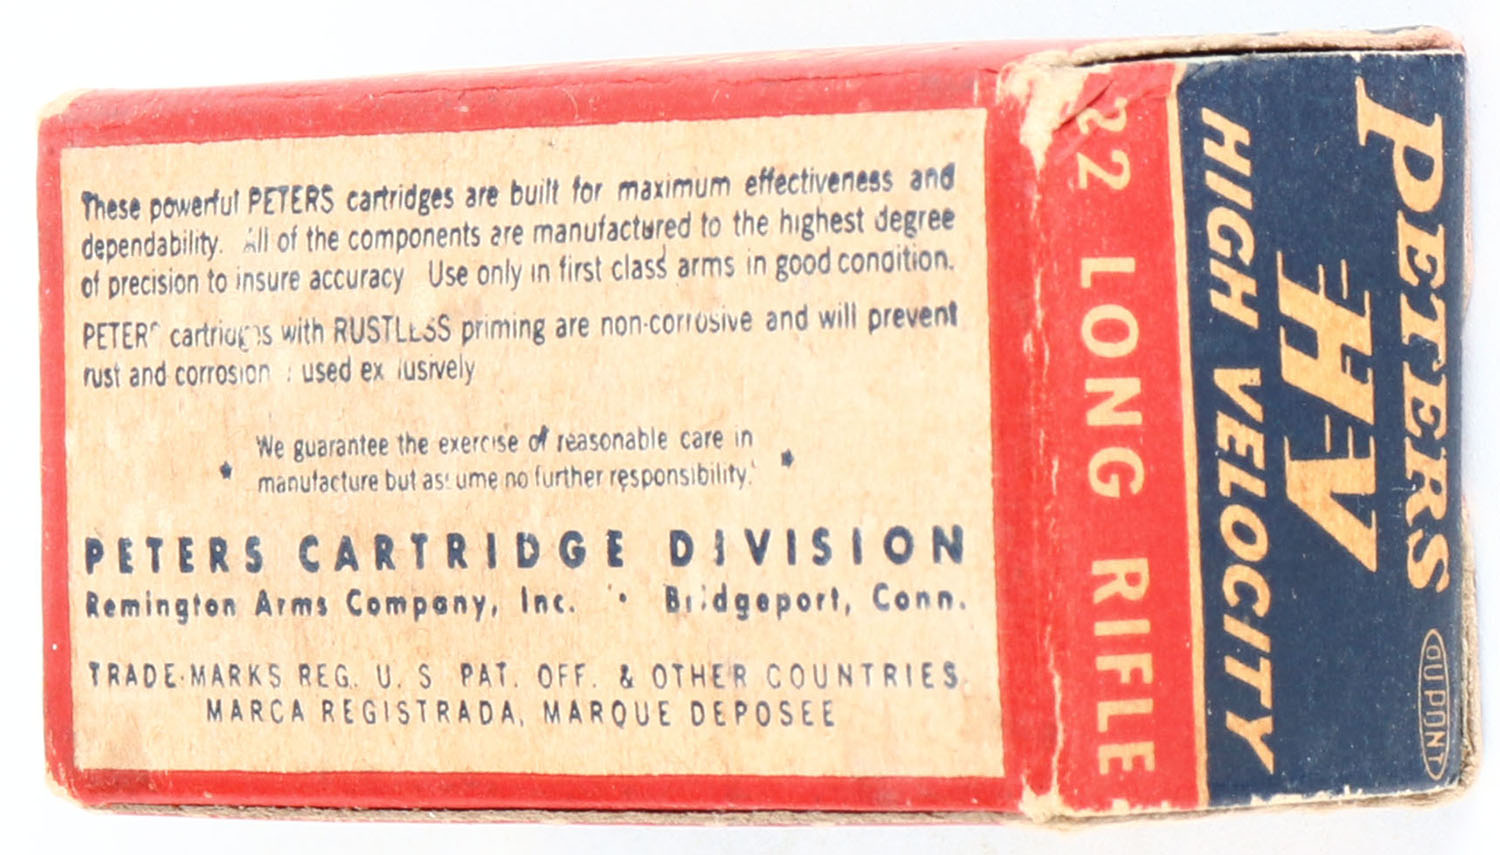 These powerful PETERS cartridges are built for maximum effectiveness and
dependability. All of the components are manufactured to the highest degree
of precision to insure accuracy Use only in first class arms in good condition.
PETERS cartridges with RUSTLESS priming are non-corrosive and will prevent
rust and corrosion used exclusively
We guarantee the exercise of reasonable care in
* manufacture but assume no further responsibility. *
PETERS CARTRIDGE DIVISION
Remington Arms Company, Inc. • Bridgeport, Conn.
TRADE-MARKS REG. U. S. PAT. OFF. & OTHER COUNTRIES
MARCA REGISTRADA, MARQUE DEPOSEE
22 LONG RIFLE
HIGH VELOCITY
HV
PETERS
DU PONT